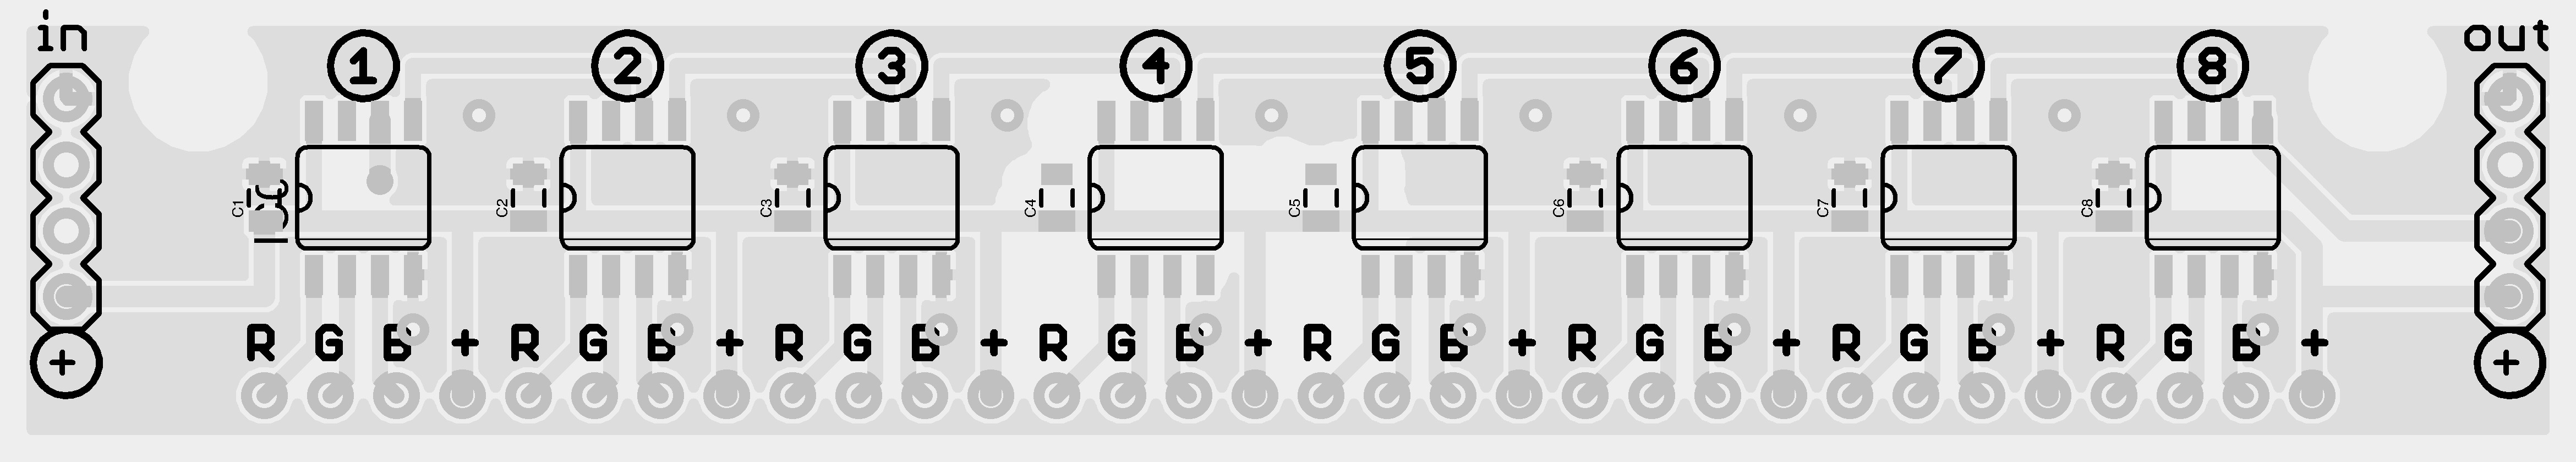 in
1 2 3 4 5 6 7 8
out
C1 C2 C3 C4 C5 C6 C7 C8
R G B + R G B + R G B + R G B + R G B + R G B + R G B + R G B +
+ +